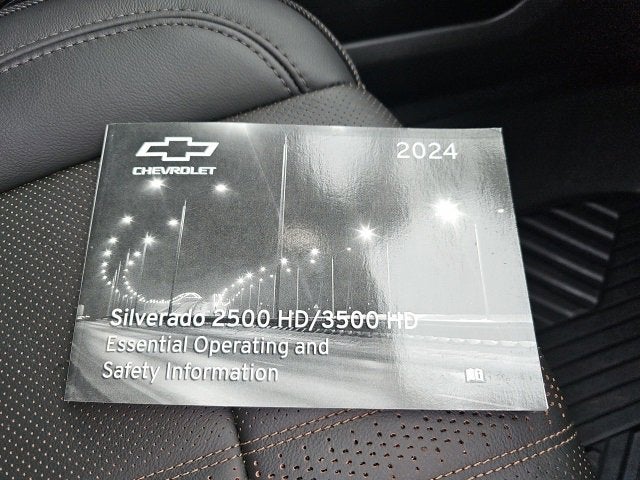 CHEVROLET
2024
Silverado 2500 HD/3500 HD
Essential Operating and
Safety Information